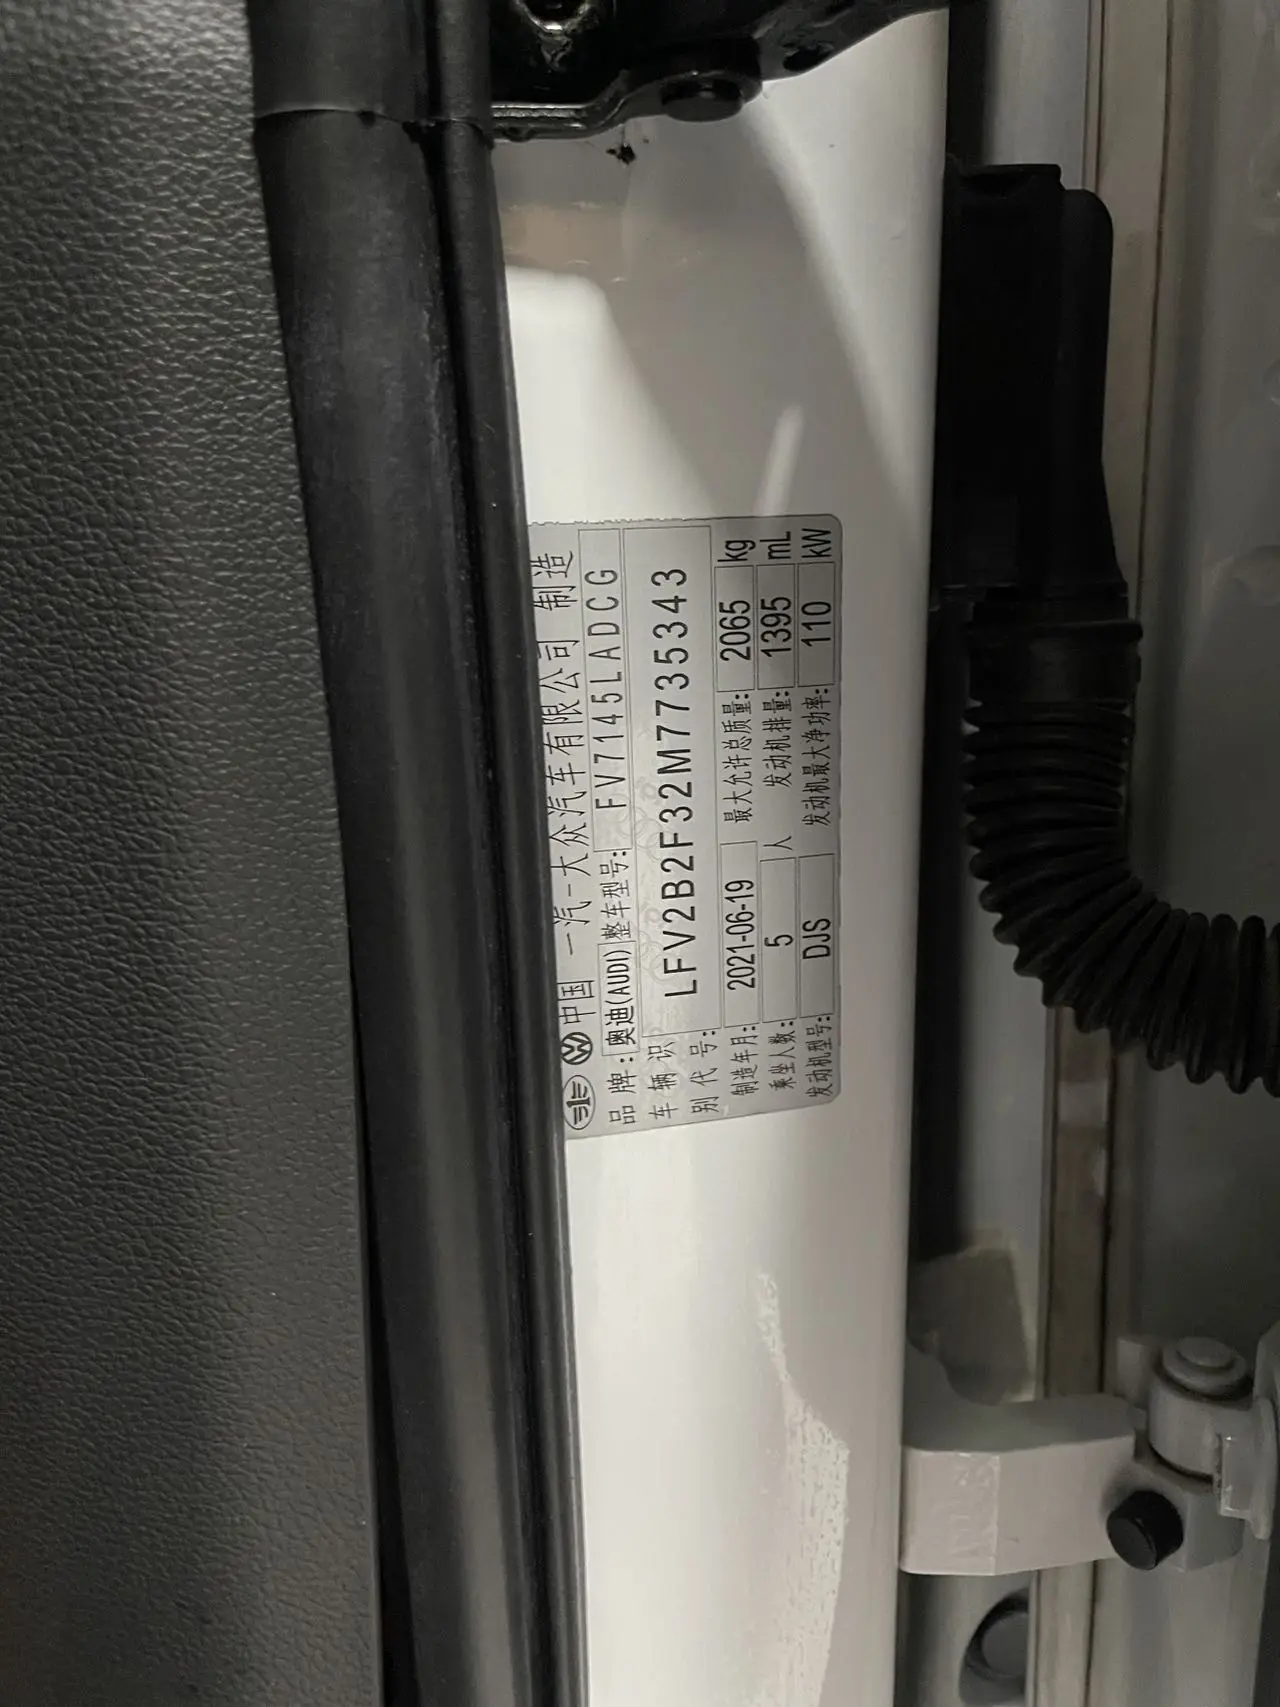 中国 一汽-大众汽车有限公司 制造
品牌: 奥迪(AUDI) 整车型号: FV7145LADCG
车辆识别代号: LFV2B2F32M7735343
制造年月: 2021-06-19 最大允许总质量: 2065 kg
乘坐人数: 5 人 发动机排量: 1395 mL
发动机型号: DJS 发动机最大净功率: 110 kW